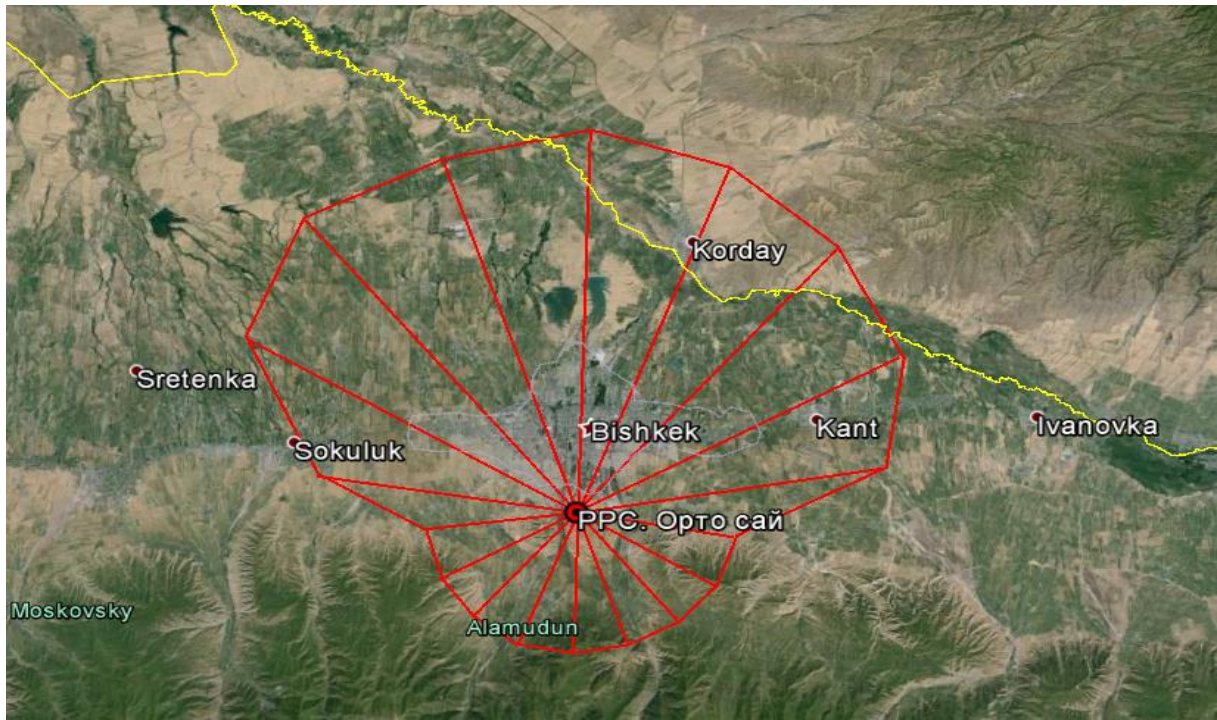 Korday
Sretenka
Sokuluk
Bishkek
Kant
Ivanovka
РРС. Орто сай
Moskovsky
Alamudun